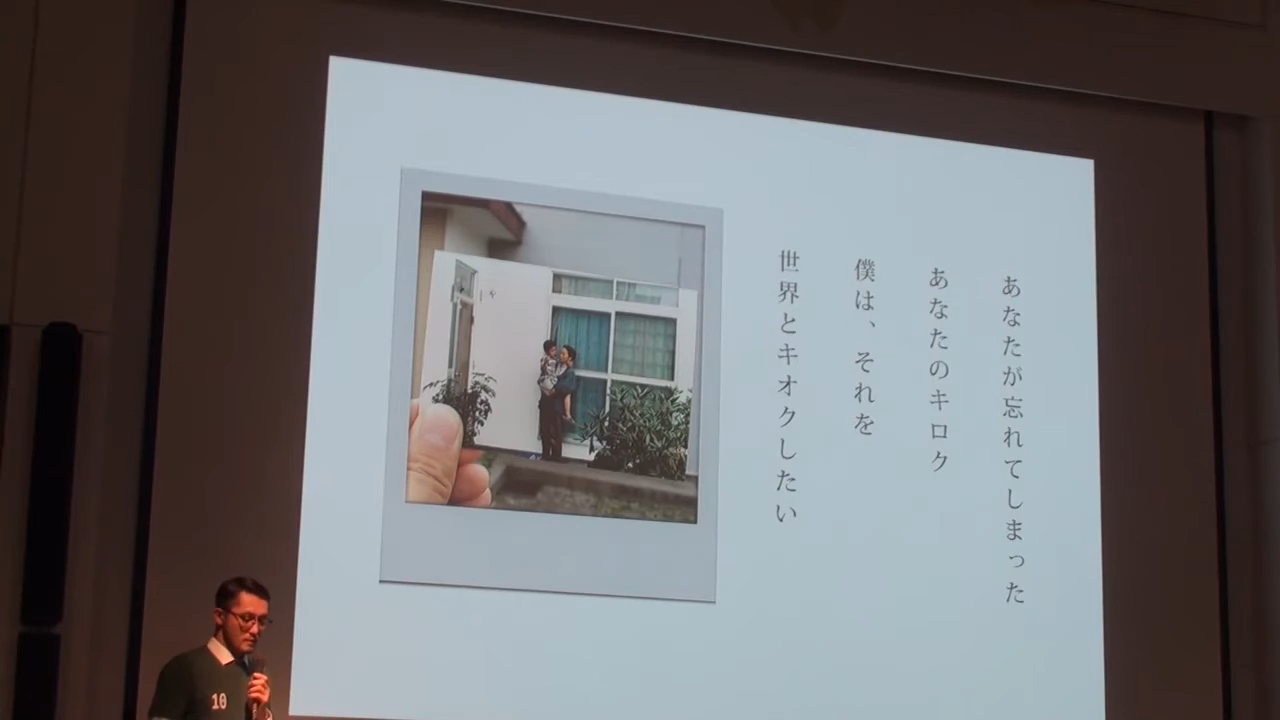 あなたが忘れてしまった
あなたのキロク
僕は、それを
世界とキオクしたい
10